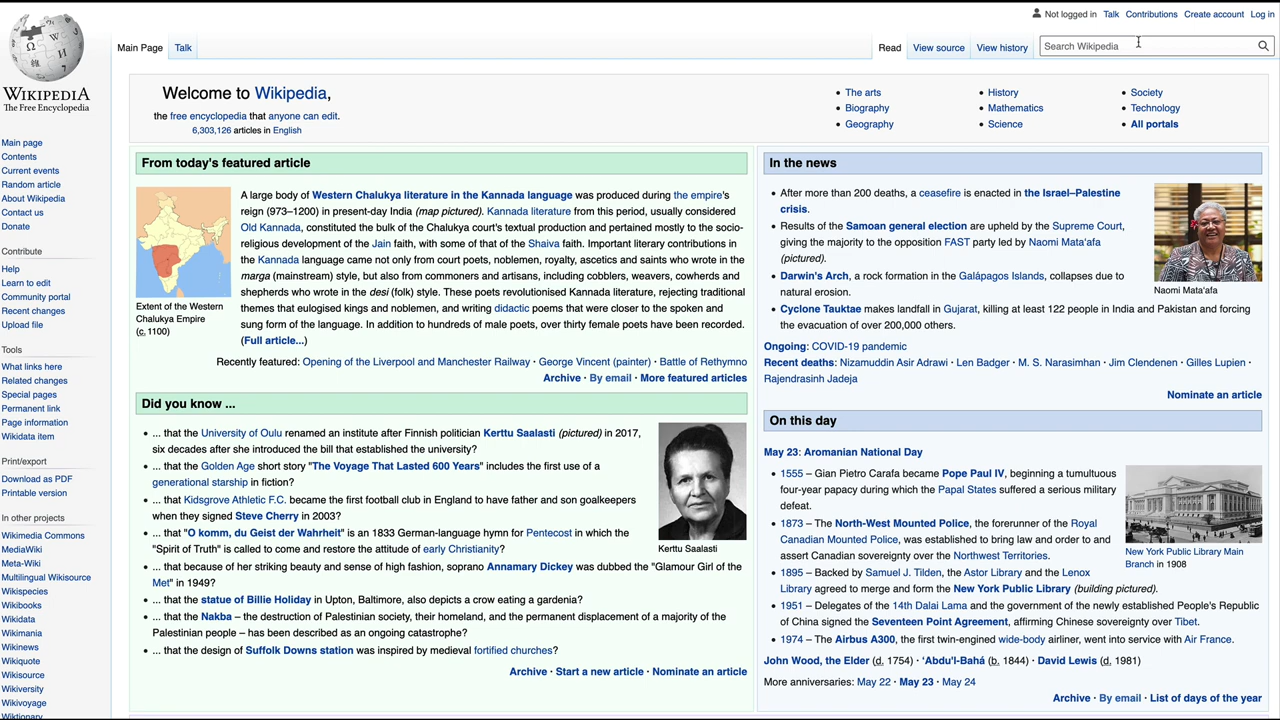 Not logged in Talk Contributions Create account Log in
Main Page Talk Read View source View history Search Wikipedia
WIKIPEDIA
The Free Encyclopedia
Main page
Contents
Current events
Random article
About Wikipedia
Contact us
Donate
Contribute
Help
Learn to edit
Community portal
Recent changes
Upload file
Tools
What links here
Related changes
Special pages
Permanent link
Page information
Wikidata item
Print/export
Download as PDF
Printable version
In other projects
Wikimedia Commons
MediaWiki
Meta-Wiki
Multilingual Wikisource
Wikispecies
Wikibooks
Wikidata
Wikimania
Wikinews
Wikiquote
Wikisource
Wikiversity
Wikivoyage
Wiktionary
Welcome to Wikipedia,
the free encyclopedia that anyone can edit.
6,303,126 articles in English
• The arts
• Biography
• Geography
• History
• Mathematics
• Science
• Society
• Technology
• All portals
From today's featured article
Extent of the Western
Chalukya Empire
(c. 1100)
A large body of Western Chalukya literature in the Kannada language was produced during the empire's
reign (973–1200) in present-day India (map pictured). Kannada literature from this period, usually considered
Old Kannada, constituted the bulk of the Chalukya court's textual production and pertained mostly to the socio-
religious development of the Jain faith, with some of that of the Shaiva faith. Important literary contributions in
the Kannada language came not only from court poets, noblemen, royalty, ascetics and saints who wrote in the
marga (mainstream) style, but also from commoners and artisans, including cobblers, weavers, cowherds and
shepherds who wrote in the desi (folk) style. These poets revolutionised Kannada literature, rejecting traditional
themes that eulogised kings and noblemen, and writing didactic poems that were closer to the spoken and
sung form of the language. In addition to hundreds of male poets, over thirty female poets have been recorded.
(Full article...)
Recently featured: Opening of the Liverpool and Manchester Railway · George Vincent (painter) · Battle of Rethymno
Archive · By email · More featured articles
Did you know ...
• ... that the University of Oulu renamed an institute after Finnish politician Kerttu Saalasti (pictured) in 2017,
six decades after she introduced the bill that established the university?
• ... that the Golden Age short story "The Voyage That Lasted 600 Years" includes the first use of a
generational starship in fiction?
• ... that Kidsgrove Athletic F.C. became the first football club in England to have father and son goalkeepers
when they signed Steve Cherry in 2003?
• ... that "O komm, du Geist der Wahrheit" is an 1833 German-language hymn for Pentecost in which the
"Spirit of Truth" is called to come and restore the attitude of early Christianity?
• ... that because of her striking beauty and sense of high fashion, soprano Annamary Dickey was dubbed the "Glamour Girl of the
Met" in 1949?
• ... that the statue of Billie Holiday in Upton, Baltimore, also depicts a crow eating a gardenia?
• ... that the Nakba – the destruction of Palestinian society, their homeland, and the permanent displacement of a majority of the
Palestinian people – has been described as an ongoing catastrophe?
• ... that the design of Suffolk Downs station was inspired by medieval fortified churches?
Kerttu Saalasti
Archive · Start a new article · Nominate an article
In the news
• After more than 200 deaths, a ceasefire is enacted in the Israel–Palestine
crisis.
• Results of the Samoan general election are upheld by the Supreme Court,
giving the majority to the opposition FAST party led by Naomi Mataʻafa
(pictured).
• Darwin's Arch, a rock formation in the Galápagos Islands, collapses due to
natural erosion.
• Cyclone Tauktae makes landfall in Gujarat, killing at least 122 people in India and Pakistan and forcing
the evacuation of over 200,000 others.
Naomi Mataʻafa
Ongoing: COVID-19 pandemic
Recent deaths: Nizamuddin Asir Adrawi · Len Badger · M. S. Narasimhan · Jim Clendenen · Gilles Lupien ·
Rajendrasinh Jadeja
Nominate an article
On this day
May 23: Aromanian National Day
• 1555 – Gian Pietro Carafa became Pope Paul IV, beginning a tumultuous
four-year papacy during which the Papal States suffered a serious military
defeat.
• 1873 – The North-West Mounted Police, the forerunner of the Royal
Canadian Mounted Police, was established to bring law and order to and
assert Canadian sovereignty over the Northwest Territories.
• 1895 – Backed by Samuel J. Tilden, the Astor Library and the Lenox
Library agreed to merge and form the New York Public Library (building pictured).
• 1951 – Delegates of the 14th Dalai Lama and the government of the newly established People's Republic
of China signed the Seventeen Point Agreement, affirming Chinese sovereignty over Tibet.
• 1974 – The Airbus A300, the first twin-engined wide-body airliner, went into service with Air France.
New York Public Library Main
Branch in 1908
John Wood, the Elder (d. 1754) · ʻAbdu'l-Bahá (b. 1844) · David Lewis (d. 1981)
More anniversaries: May 22 · May 23 · May 24
Archive · By email · List of days of the year